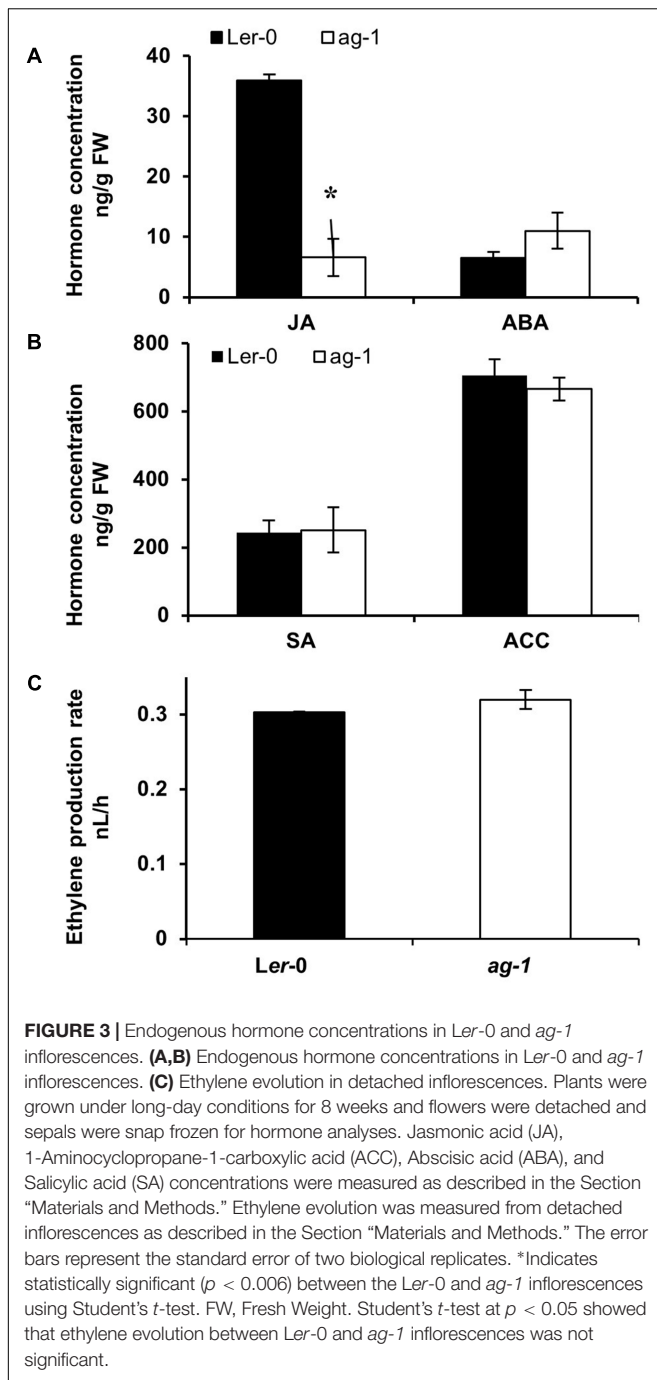 A
Ler-0 ag-1
Hormone concentration
ng/g FW
40
30
20
10
0
*
JA ABA
B
Ler-0 ag-1
Hormone concentration
ng/g FW
800
600
400
200
0
SA ACC
C
Ethylene production rate
nL/h
0.3
0.2
0.1
0
Ler-0 ag-1
FIGURE 3 | Endogenous hormone concentrations in Ler-0 and ag-1
inflorescences. (A,B) Endogenous hormone concentrations in Ler-0 and ag-1
inflorescences. (C) Ethylene evolution in detached inflorescences. Plants were
grown under long-day conditions for 8 weeks and flowers were detached and
sepals were snap frozen for hormone analyses. Jasmonic acid (JA),
1-Aminocyclopropane-1-carboxylic acid (ACC), Abscisic acid (ABA), and
Salicylic acid (SA) concentrations were measured as described in the Section
“Materials and Methods.” Ethylene evolution was measured from detached
inflorescences as described in the Section “Materials and Methods.” The error
bars represent the standard error of two biological replicates. *Indicates
statistically significant (p < 0.006) between the Ler-0 and ag-1 inflorescences
using Student’s t-test. FW, Fresh Weight. Student’s t-test at p < 0.05 showed
that ethylene evolution between Ler-0 and ag-1 inflorescences was not
significant.